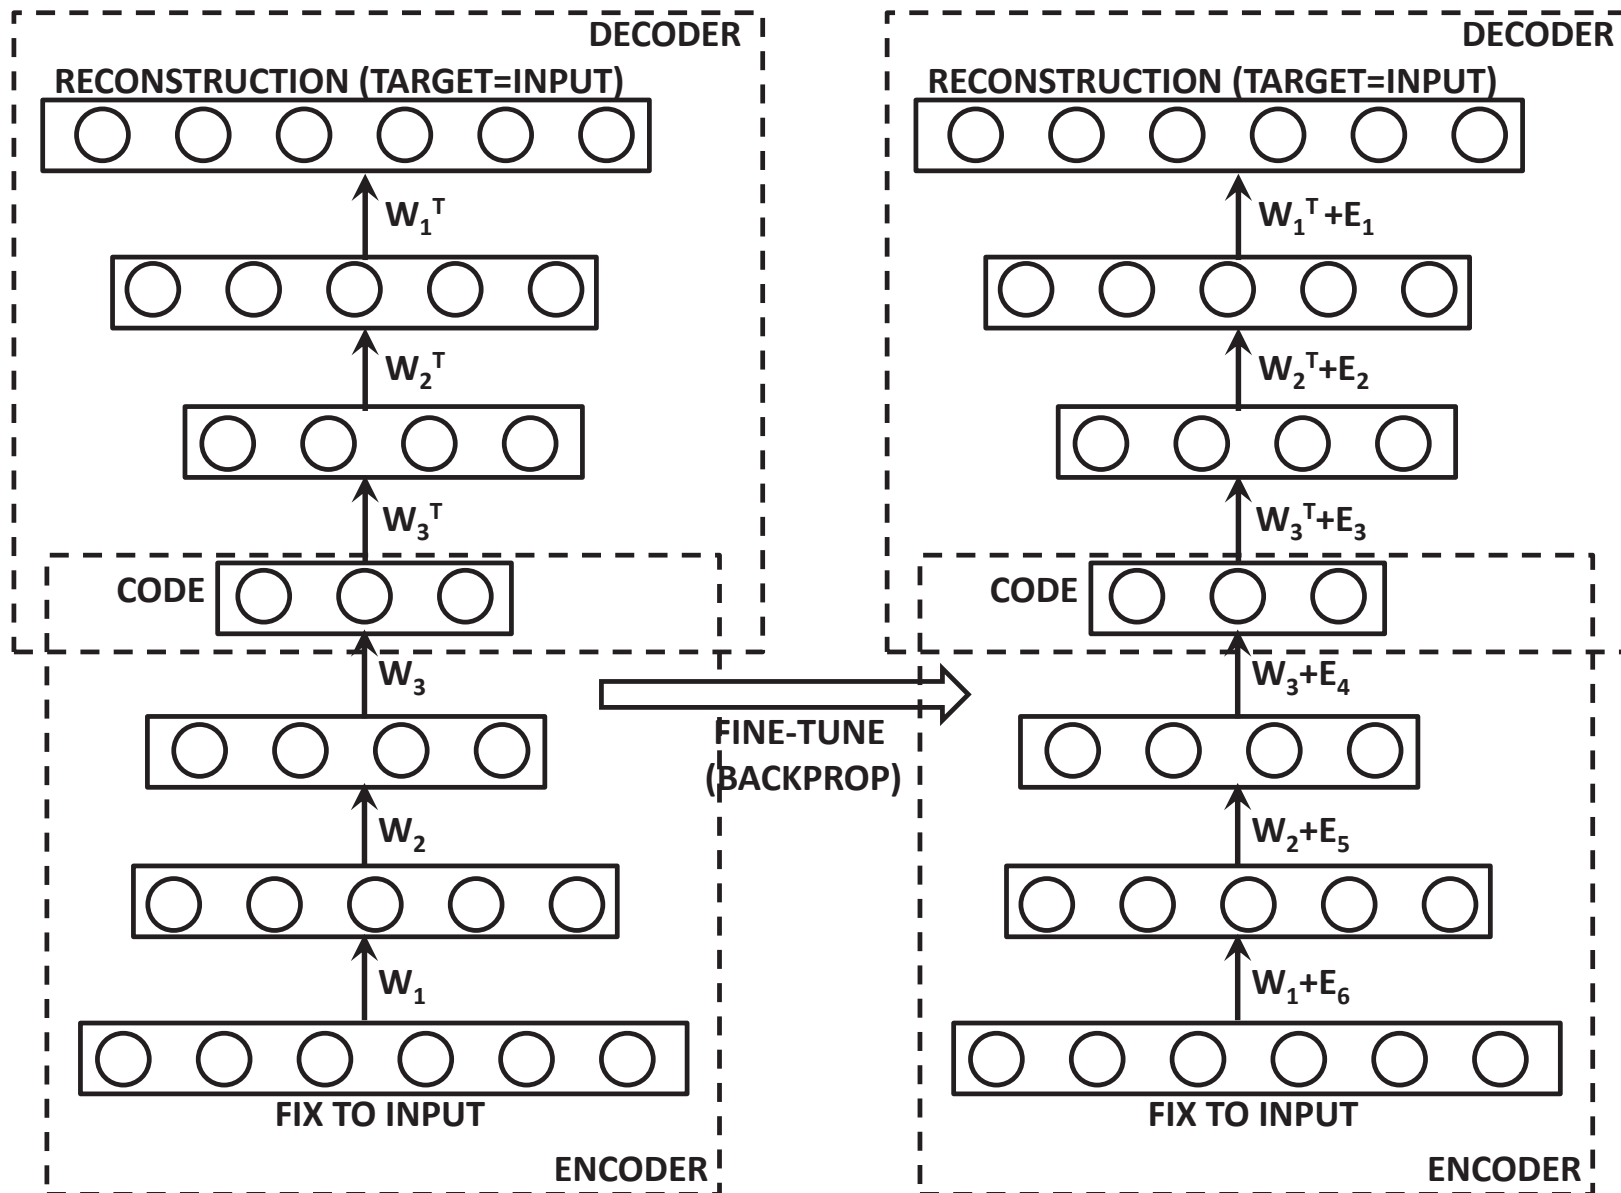 DECODER
RECONSTRUCTION (TARGET=INPUT)
W₁ᵀ
W₂ᵀ
W₃ᵀ
CODE
W₃
W₂
W₁
FIX TO INPUT
ENCODER
FINE-TUNE
(BACKPROP)
DECODER
RECONSTRUCTION (TARGET=INPUT)
W₁ᵀ +E₁
W₂ᵀ+E₂
W₃ᵀ+E₃
CODE
W₃+E₄
W₂+E₅
W₁+E₆
FIX TO INPUT
ENCODER